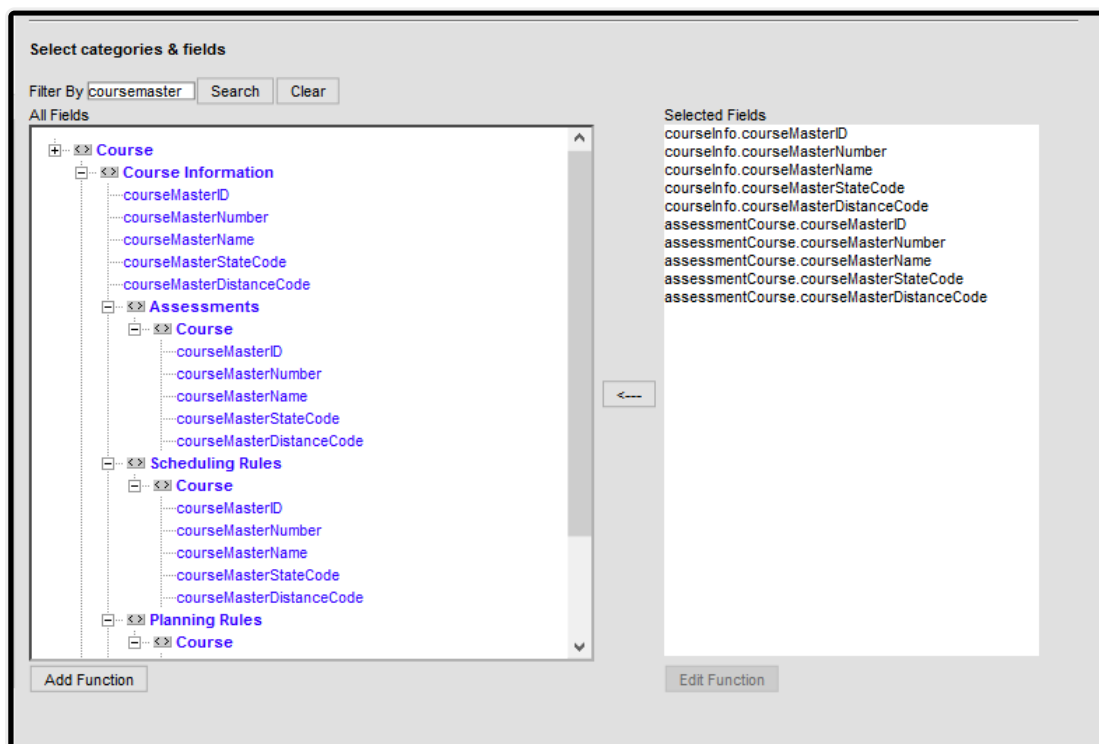 Select categories & fields
Filter By coursemaster Search Clear
All Fields
Course
Course Information
courseMasterID
courseMasterNumber
courseMasterName
courseMasterStateCode
courseMasterDistanceCode
Assessments
Course
courseMasterID
courseMasterNumber
courseMasterName
courseMasterStateCode
courseMasterDistanceCode
Scheduling Rules
Course
courseMasterID
courseMasterNumber
courseMasterName
courseMasterStateCode
courseMasterDistanceCode
Planning Rules
Course
Add Function
<---
Selected Fields
courseInfo.courseMasterID
courseInfo.courseMasterNumber
courseInfo.courseMasterName
courseInfo.courseMasterStateCode
courseInfo.courseMasterDistanceCode
assessmentCourse.courseMasterID
assessmentCourse.courseMasterNumber
assessmentCourse.courseMasterName
assessmentCourse.courseMasterStateCode
assessmentCourse.courseMasterDistanceCode
Edit Function